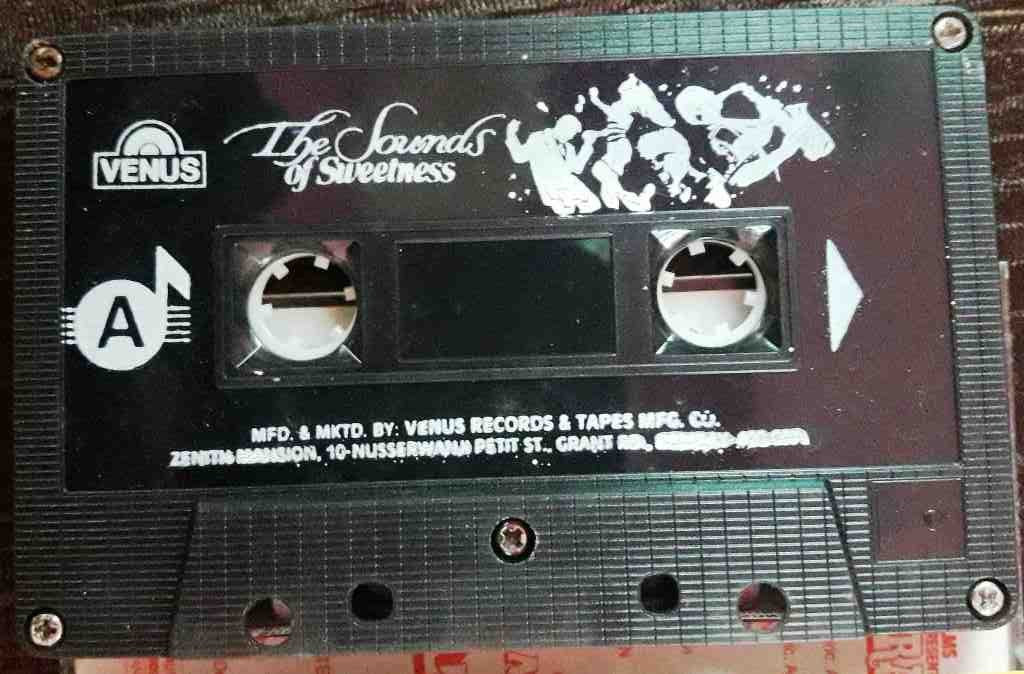 VENUS
The Sounds
of Sweetness
A
MFD. & MKTD. BY: VENUS RECORDS & TAPES MFG. CO.
ZENITH MANSION, 10-NUSSERWANJI PETIT ST., GRANT RD.,